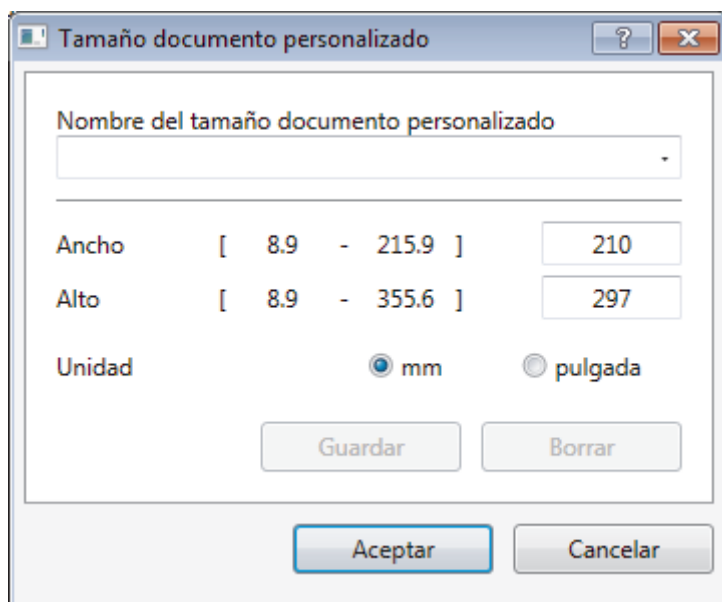 Tamaño documento personalizado
Nombre del tamaño documento personalizado
Ancho [ 8.9 - 215.9 ] 210
Alto [ 8.9 - 355.6 ] 297
Unidad mm pulgada
Guardar Borrar
Aceptar Cancelar